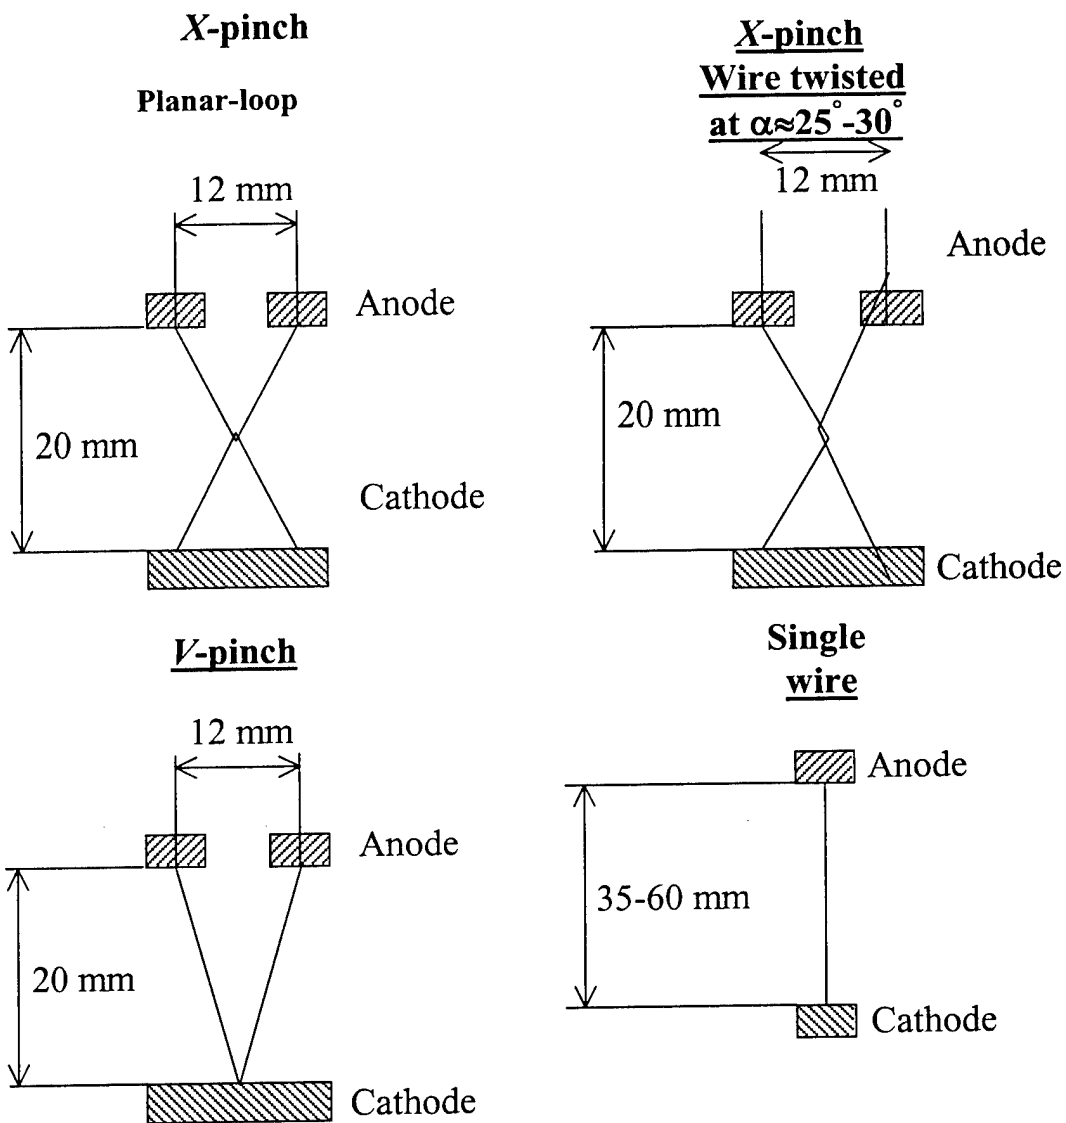 X-pinch
Planar-loop
12 mm
Anode
20 mm
Cathode
X-pinch
Wire twisted
at α≈25°-30°
12 mm
Anode
20 mm
Cathode
V-pinch
12 mm
Anode
20 mm
Cathode
Single
wire
Anode
35-60 mm
Cathode